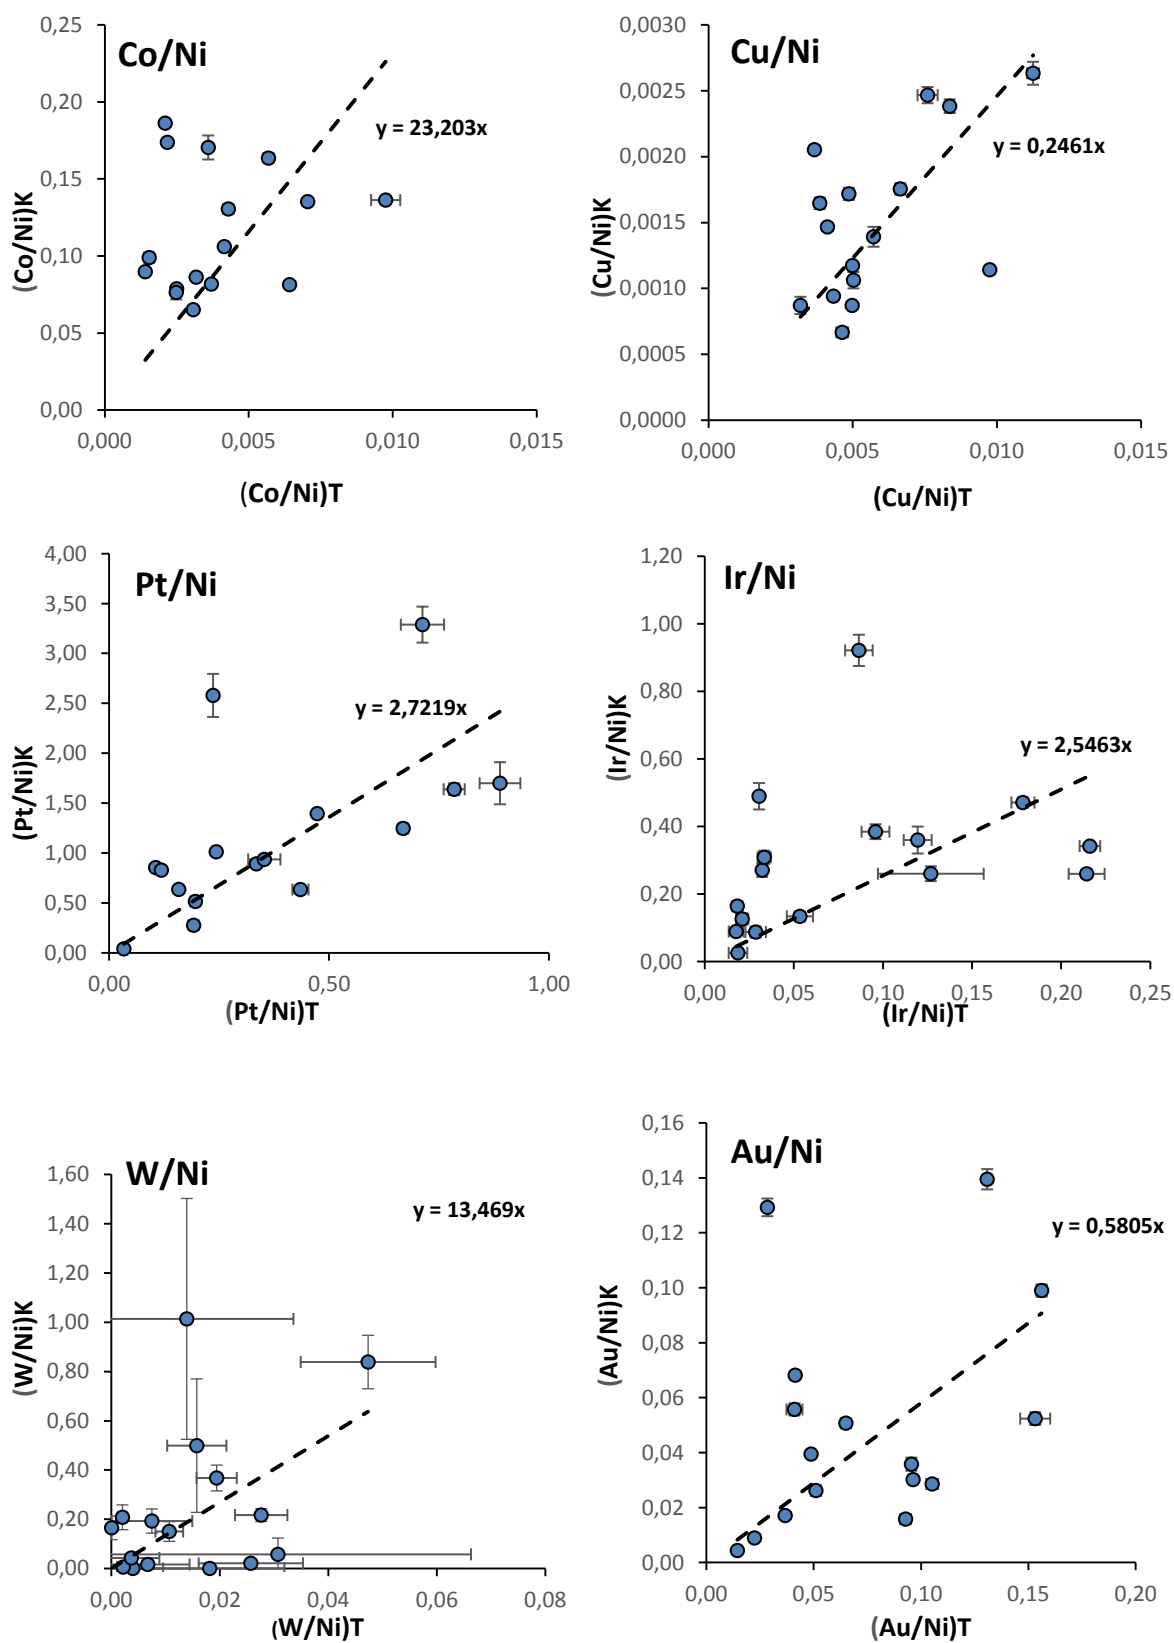 Co/Ni
0,25
0,20
0,15
0,10
0,05
0,00
(Co/Ni)K
y = 23,203x
0,000 0,005 0,010 0,015
(Co/Ni)T
Cu/Ni
0,0030
0,0025
0,0020
0,0015
0,0010
0,0005
0,0000
(Cu/Ni)K
y = 0,2461x
0,000 0,005 0,010 0,015
(Cu/Ni)T
Pt/Ni
4,00
3,50
3,00
2,50
2,00
1,50
1,00
0,50
0,00
(Pt/Ni)K
y = 2,7219x
0,00 0,50 1,00
(Pt/Ni)T
Ir/Ni
1,20
1,00
0,80
0,60
0,40
0,20
0,00
(Ir/Ni)K
y = 2,5463x
0,00 0,05 0,10 0,15 0,20 0,25
(Ir/Ni)T
W/Ni
1,60
1,40
1,20
1,00
0,80
0,60
0,40
0,20
0,00
(W/Ni)K
y = 13,469x
0,00 0,02 0,04 0,06 0,08
(W/Ni)T
Au/Ni
0,16
0,14
0,12
0,10
0,08
0,06
0,04
0,02
0,00
(Au/Ni)K
y = 0,5805x
0,00 0,05 0,10 0,15 0,20
(Au/Ni)T